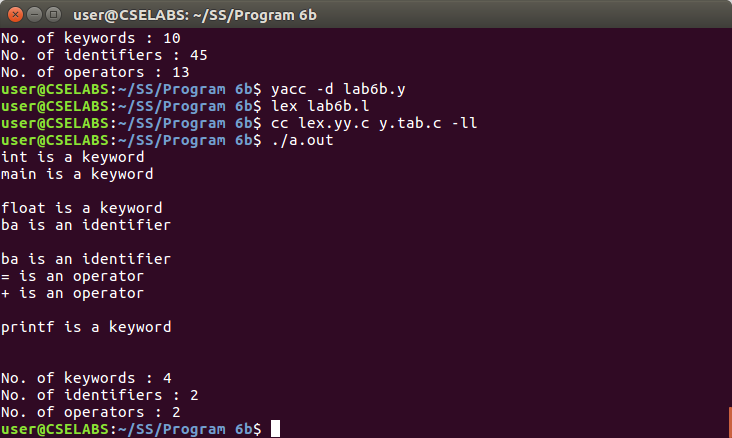 user@CSELABS: ~/SS/Program 6b
No. of keywords : 10
No. of identifiers : 45
No. of operators : 13
user@CSELABS:~/SS/Program 6b$ yacc -d lab6b.y
user@CSELABS:~/SS/Program 6b$ lex lab6b.l
user@CSELABS:~/SS/Program 6b$ cc lex.yy.c y.tab.c -ll
user@CSELABS:~/SS/Program 6b$ ./a.out
int is a keyword
main is a keyword
float is a keyword
ba is an identifier
ba is an identifier
= is an operator
+ is an operator
printf is a keyword
No. of keywords : 4
No. of identifiers : 2
No. of operators : 2
user@CSELABS:~/SS/Program 6b$